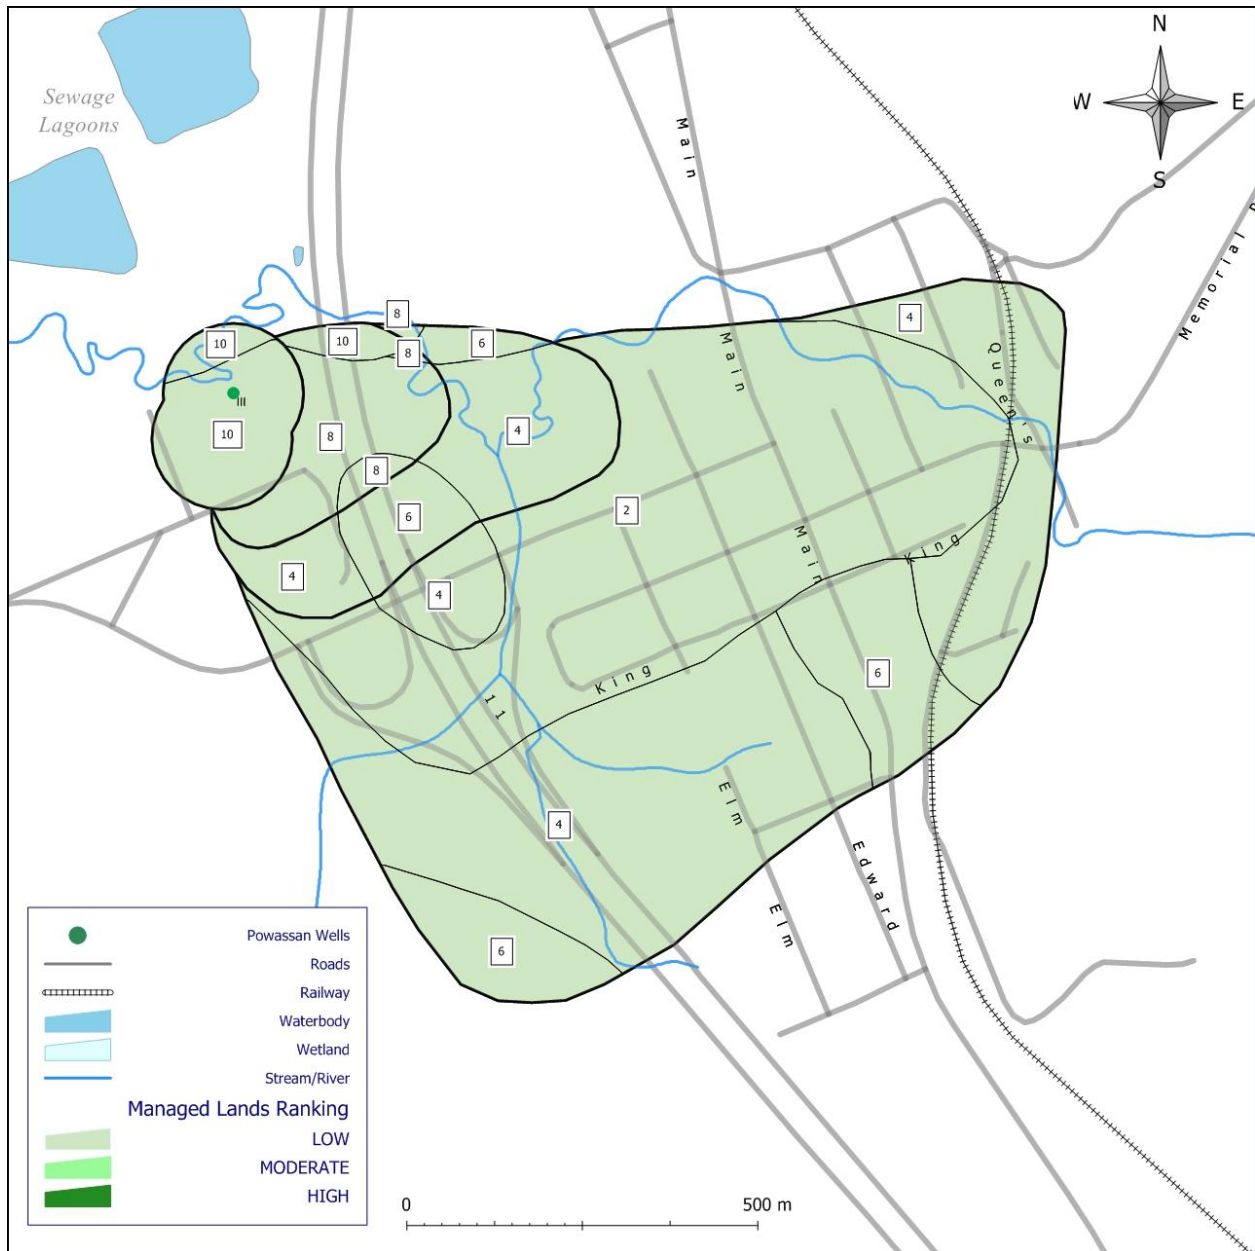 N
W
E
S
Sewage
Lagoons
Main
Memorial
8
4
10
10
6
8
Main
Queen's
10
4
8
8
6
2
Main
King
4
4
King
6
11
Elm
4
Edward
Elm
6
III
Powassan Wells
Roads
Railway
Waterbody
Wetland
Stream/River
Managed Lands Ranking
LOW
MODERATE
HIGH
0
500 m